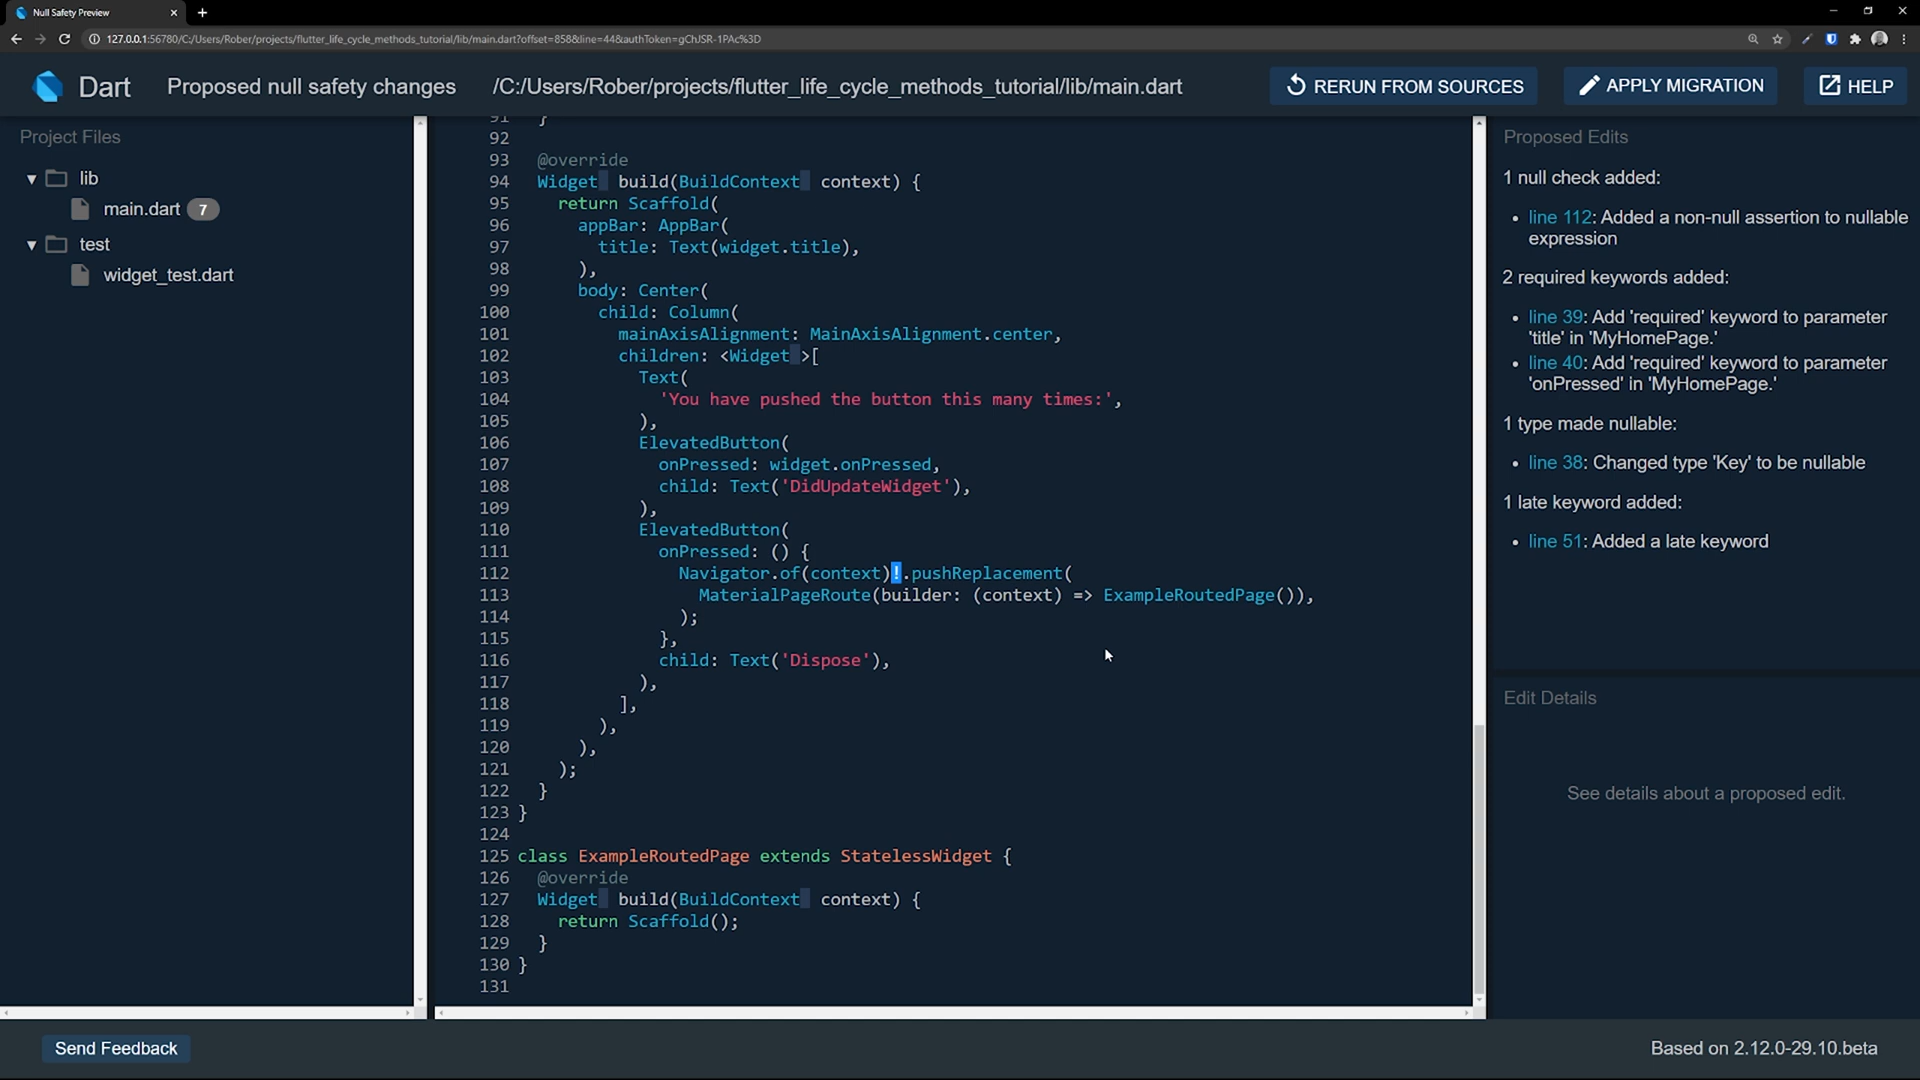 Null Safety Preview
127.0.0.1:56780/C:/Users/Rober/projects/flutter_life_cycle_methods_tutorial/lib/main.dart?offset=858&line=44&authToken=gChJSR-1PAc%3D
Dart Proposed null safety changes /C:/Users/Rober/projects/flutter_life_cycle_methods_tutorial/lib/main.dart
RERUN FROM SOURCES
APPLY MIGRATION
HELP
Project Files
lib
main.dart 7
test
widget_test.dart
91 }
92
93 @override
94 Widget build(BuildContext context) {
95 return Scaffold(
96 appBar: AppBar(
97 title: Text(widget.title),
98 ),
99 body: Center(
100 child: Column(
101 mainAxisAlignment: MainAxisAlignment.center,
102 children: <Widget >[
103 Text(
104 'You have pushed the button this many times:',
105 ),
106 ElevatedButton(
107 onPressed: widget.onPressed,
108 child: Text('DidUpdateWidget'),
109 ),
110 ElevatedButton(
111 onPressed: () {
112 Navigator.of(context)!.pushReplacement(
113 MaterialPageRoute(builder: (context) => ExampleRoutedPage()),
114 );
115 },
116 child: Text('Dispose'),
117 ),
118 ],
119 ),
120 ),
121 );
122 }
123 }
124
125 class ExampleRoutedPage extends StatelessWidget {
126 @override
127 Widget build(BuildContext context) {
128 return Scaffold();
129 }
130 }
131
Proposed Edits
1 null check added:
• line 112: Added a non-null assertion to nullable
expression
2 required keywords added:
• line 39: Add 'required' keyword to parameter
'title' in 'MyHomePage.'
• line 40: Add 'required' keyword to parameter
'onPressed' in 'MyHomePage.'
1 type made nullable:
• line 38: Changed type 'Key' to be nullable
1 late keyword added:
• line 51: Added a late keyword
Edit Details
See details about a proposed edit.
Send Feedback
Based on 2.12.0-29.10.beta